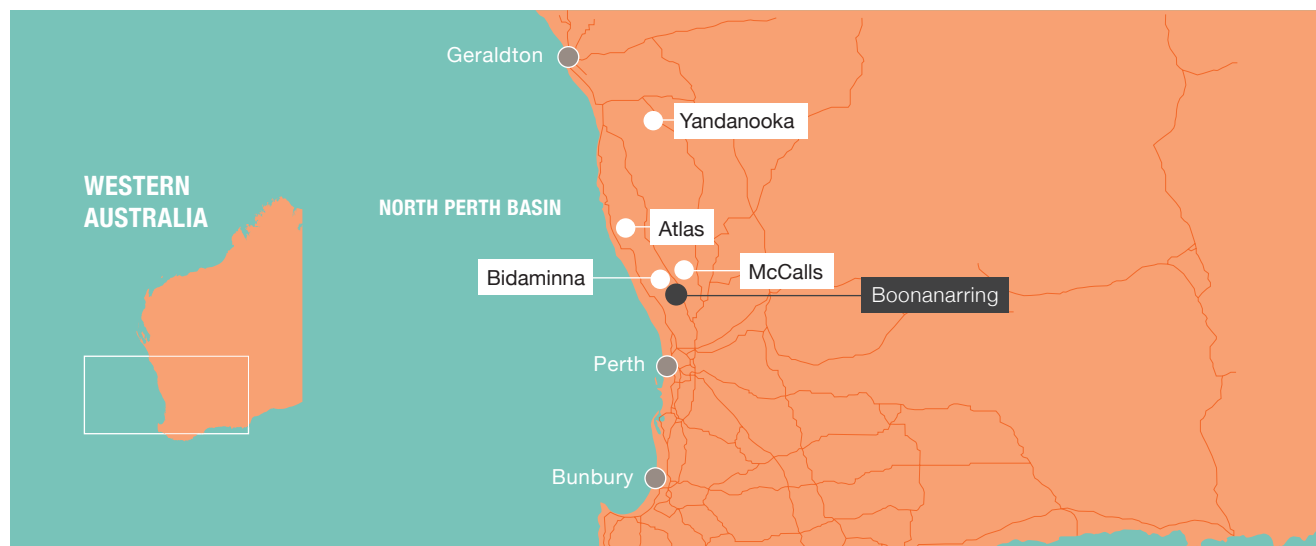 Geraldton
Yandanooka
WESTERN
AUSTRALIA
NORTH PERTH BASIN
Atlas
Bidaminna
McCalls
Boonanarring
Perth
Bunbury